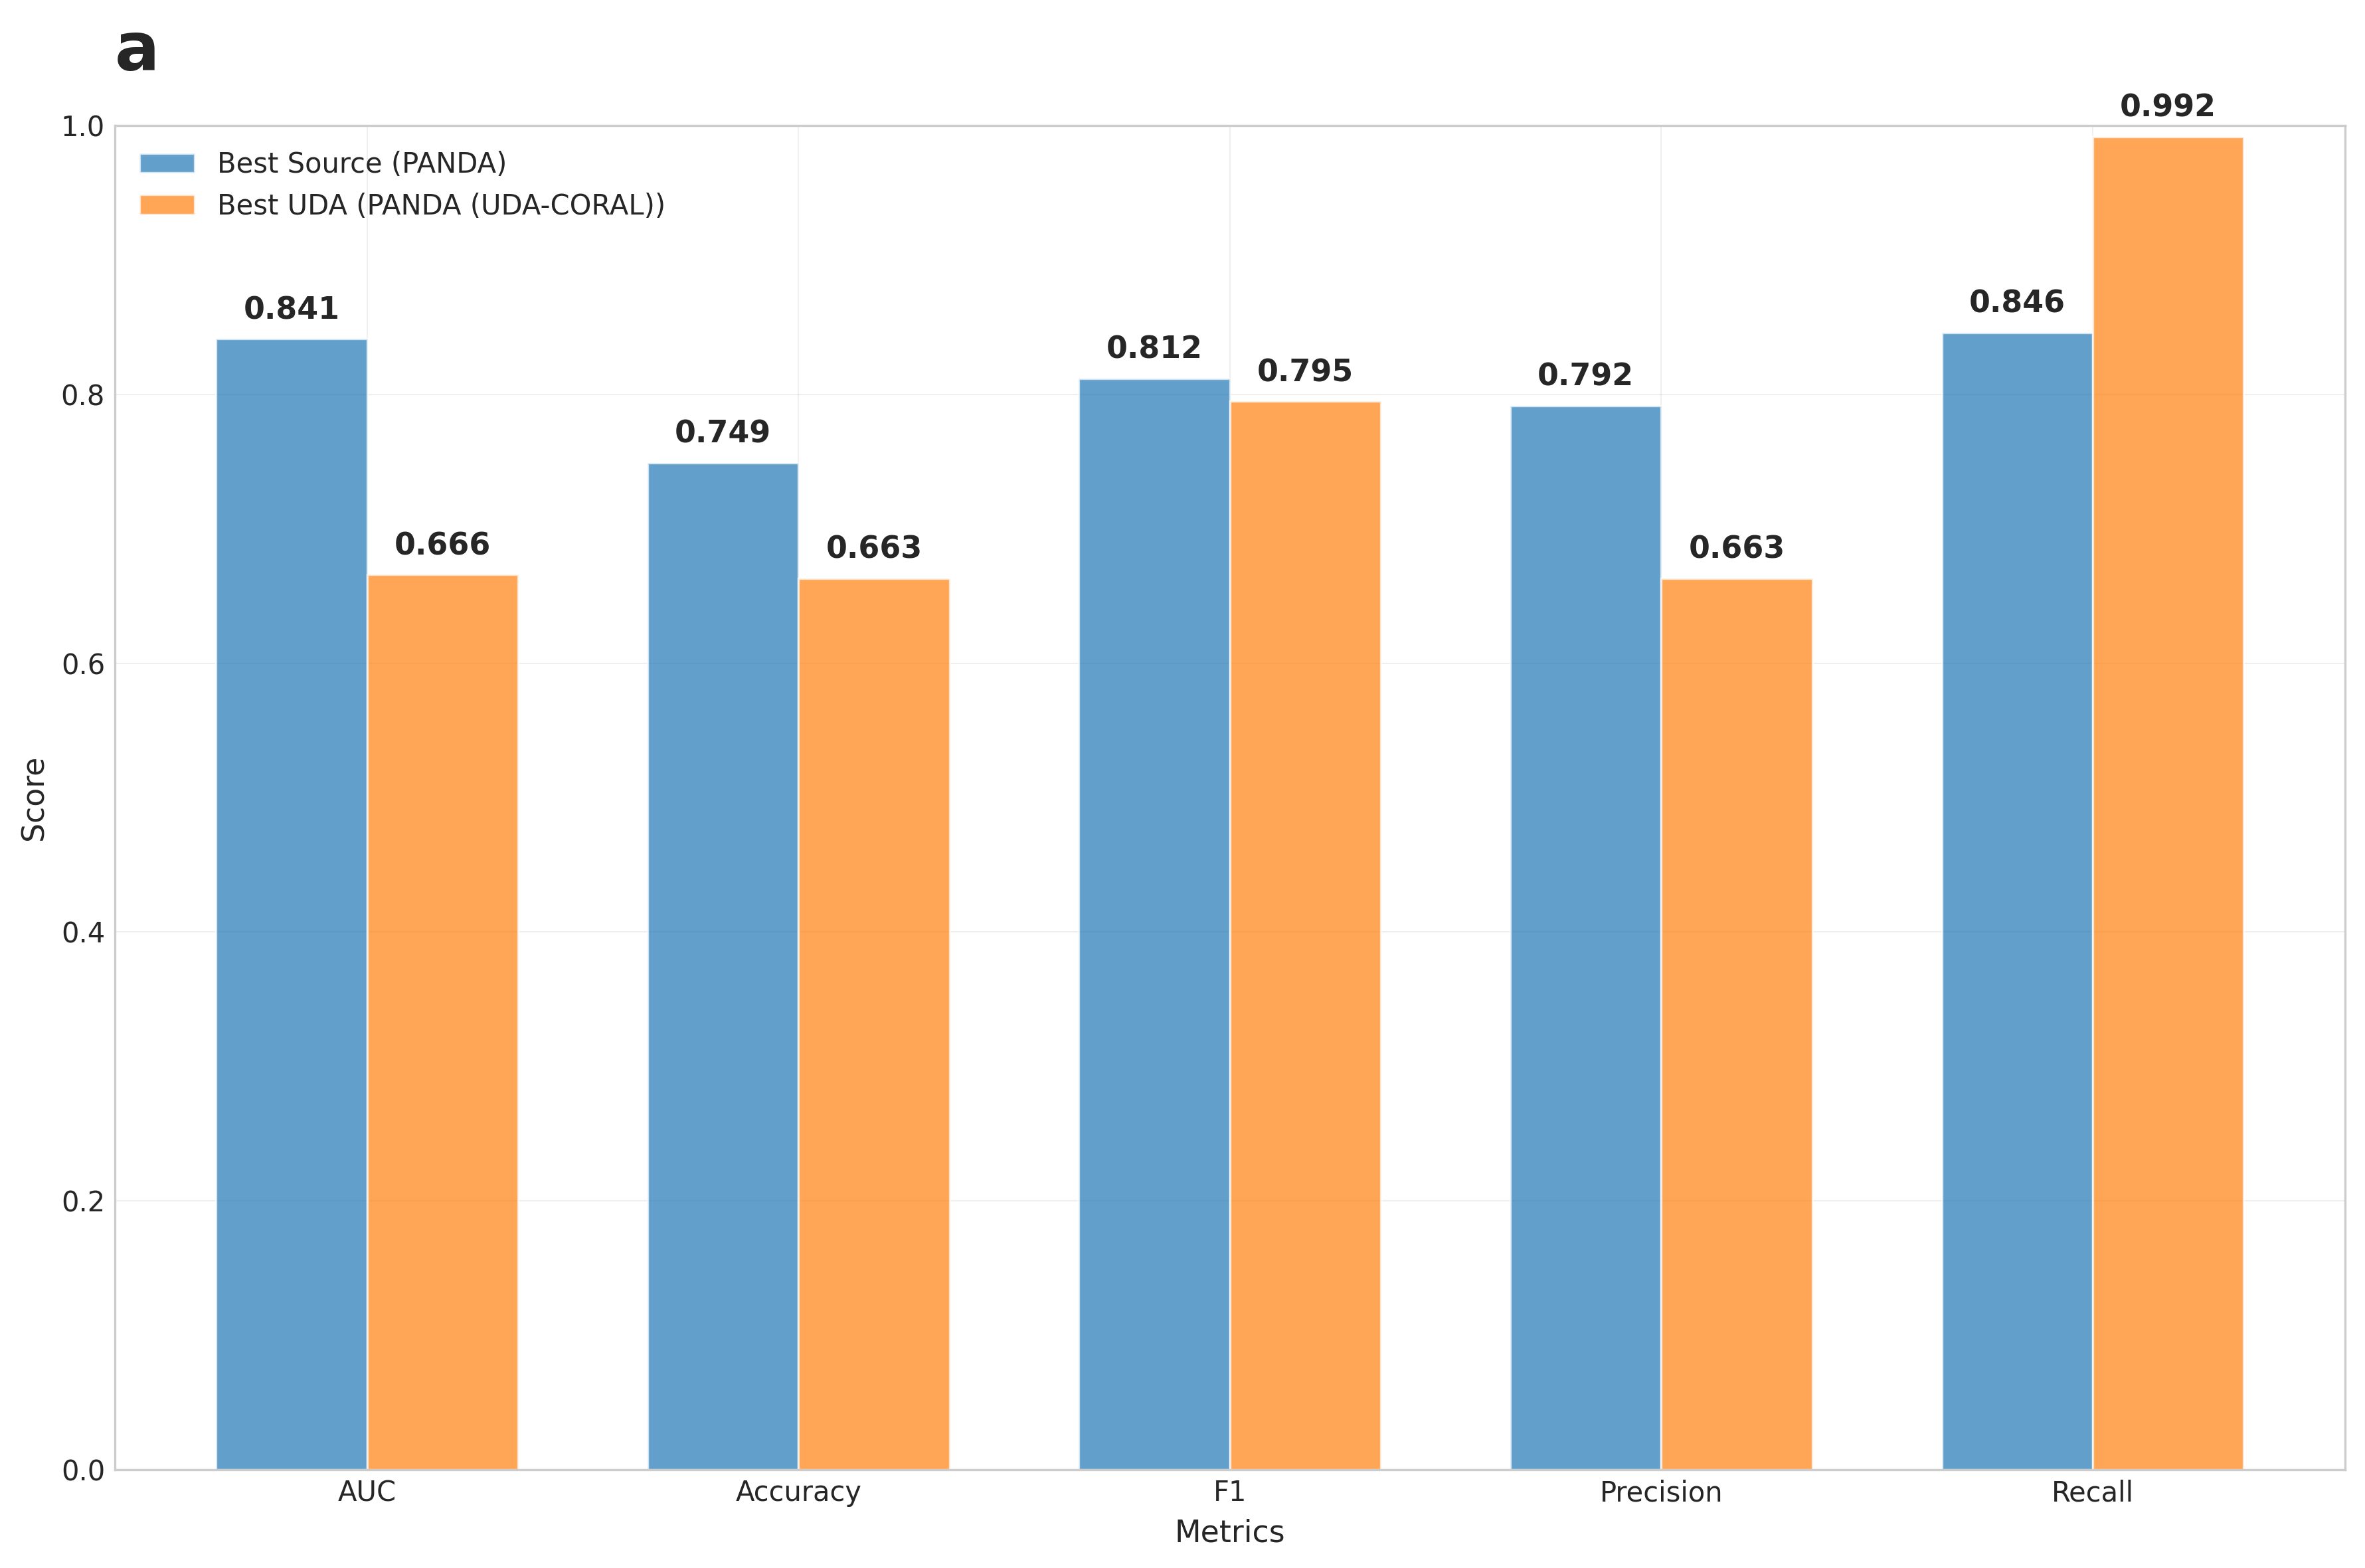 a
0.992
1.0
Best Source (PANDA)
Best UDA (PANDA (UDA-CORAL))
0.841
0.846
0.812
0.795
0.792
0.8
0.749
0.666
0.663
0.663
0.6
Score
0.4
0.2
0.0
AUC Accuracy F1 Precision Recall
Metrics